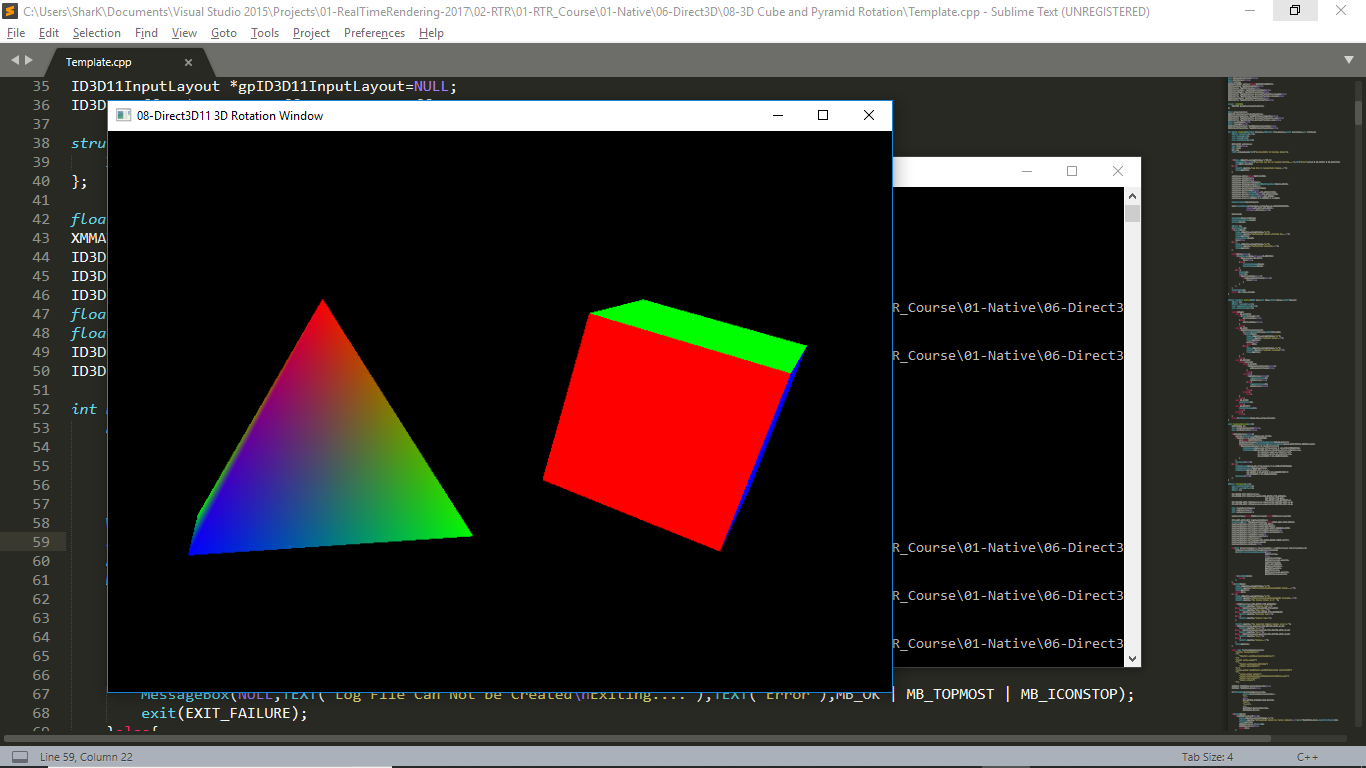 C:\Users\SharK\Documents\Visual Studio 2015\Projects\01-RealTimeRendering-2017\02-RTR\01-RTR_Course\01-Native\06-Direct3D\08-3D Cube and Pyramid Rotation\Template.cpp - Sublime Text (UNREGISTERED)
File Edit Selection Find View Goto Tools Project Preferences Help
Template.cpp
35 ID3D11InputLayout *gpID3D11InputLayout=NULL;
36 ID3D
08-Direct3D11 3D Rotation Window
37
38 stru
39
40 };
41
42 floa
43 XMMA
44 ID3D
45 ID3D
46 ID3D
47 floa
R_Course\01-Native\06-Direct3
48 floa
49 ID3D
R_Course\01-Native\06-Direct3
50 ID3D
51
52 int
53
54
55
56
57
58
59
R_Course\01-Native\06-Direct3
60
61
R_Course\01-Native\06-Direct3
62
63
64
R_Course\01-Native\06-Direct3
65
66
67 MessageBox(NULL,TEXT("Log File Can Not be Created\nExiting...."),TEXT("Error"),MB_OK | MB_TOPMOST | MB_ICONSTOP);
68 exit(EXIT_FAILURE);
69 }else{
Line 59, Column 22
Tab Size: 4
C++